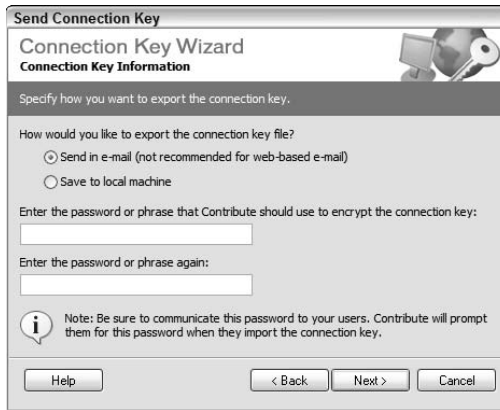 Send Connection Key
Connection Key Wizard
Connection Key Information
Specify how you want to export the connection key.
How would you like to export the connection key file?
Send in e-mail (not recommended for web-based e-mail)
Save to local machine
Enter the password or phrase that Contribute should use to encrypt the connection key:
Enter the password or phrase again:
Note: Be sure to communicate this password to your users. Contribute will prompt
them for this password when they import the connection key.
Help
< Back
Next >
Cancel